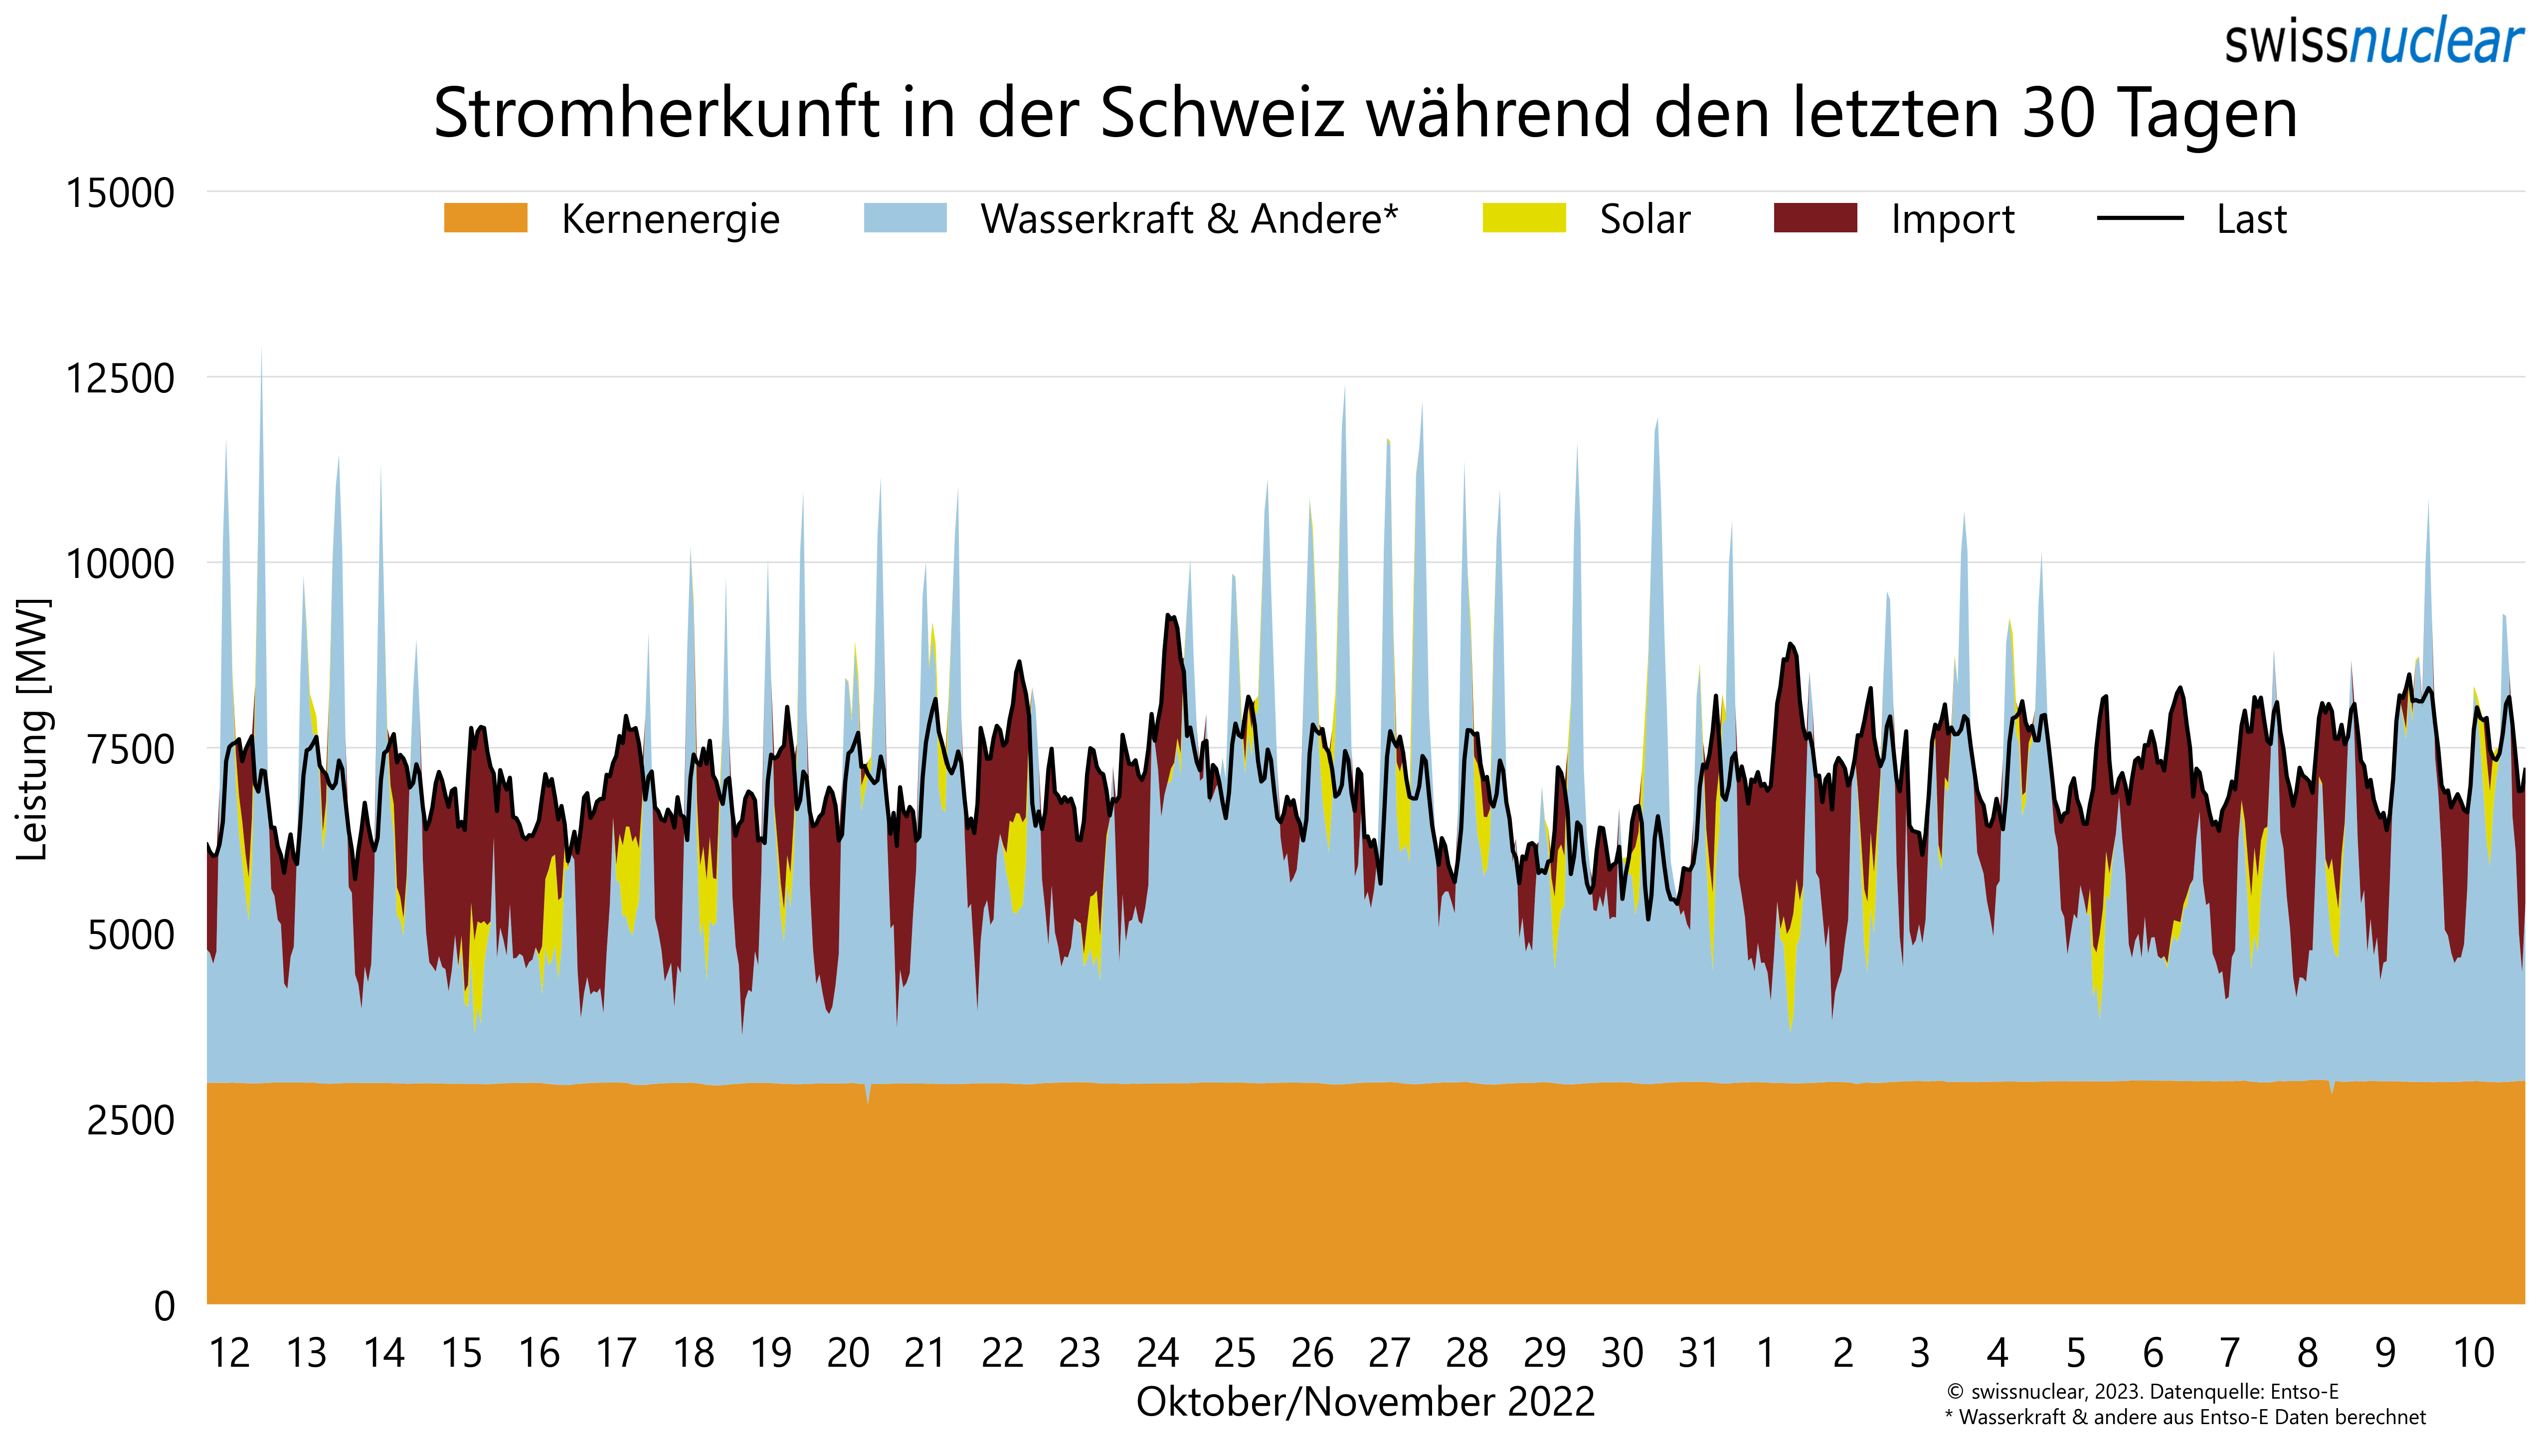 swissnuclear
Stromherkunft in der Schweiz während den letzten 30 Tagen
15000
Kernenergie Wasserkraft & Andere* Solar Import Last
12500
10000
7500
5000
2500
0
Leistung [MW]
12 13 14 15 16 17 18 19 20 21 22 23 24 25 26 27 28 29 30 31 1 2 3 4 5 6 7 8 9 10
Oktober/November 2022
© swissnuclear, 2023. Datenquelle: Entso-E
* Wasserkraft & andere aus Entso-E Daten berechnet